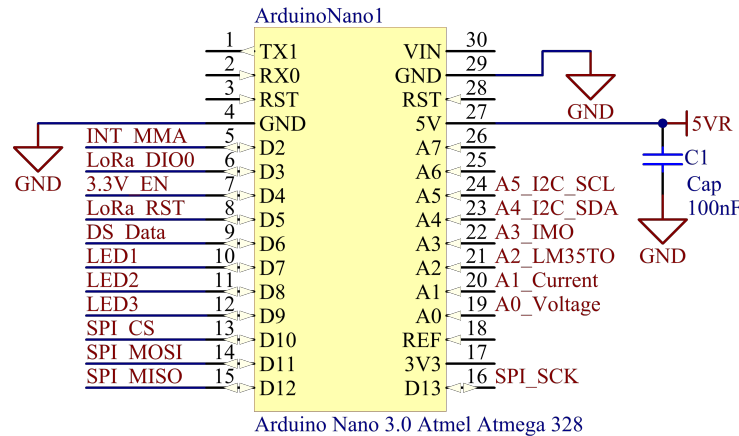 ArduinoNano1
1 TX1 VIN 30
2 RX0 GND 29
3 RST RST 28
GND
4 GND 5V 27 5VR
INT_MMA 5 D2 A7 26
LoRa_DIO0 6 D3 A6 25 C1
GND 3.3V_EN 7 D4 A5 24 A5_I2C_SCL Cap
LoRa_RST 8 D5 A4 23 A4_I2C_SDA 100nF
DS_Data 9 D6 A3 22 A3_IMO
LED1 10 D7 A2 21 A2_LM35TO GND
LED2 11 D8 A1 20 A1_Current
LED3 12 D9 A0 19 A0_Voltage
SPI_CS 13 D10 REF 18
SPI_MOSI 14 D11 3V3 17
SPI_MISO 15 D12 D13 16 SPI_SCK
Arduino Nano 3.0 Atmel Atmega 328